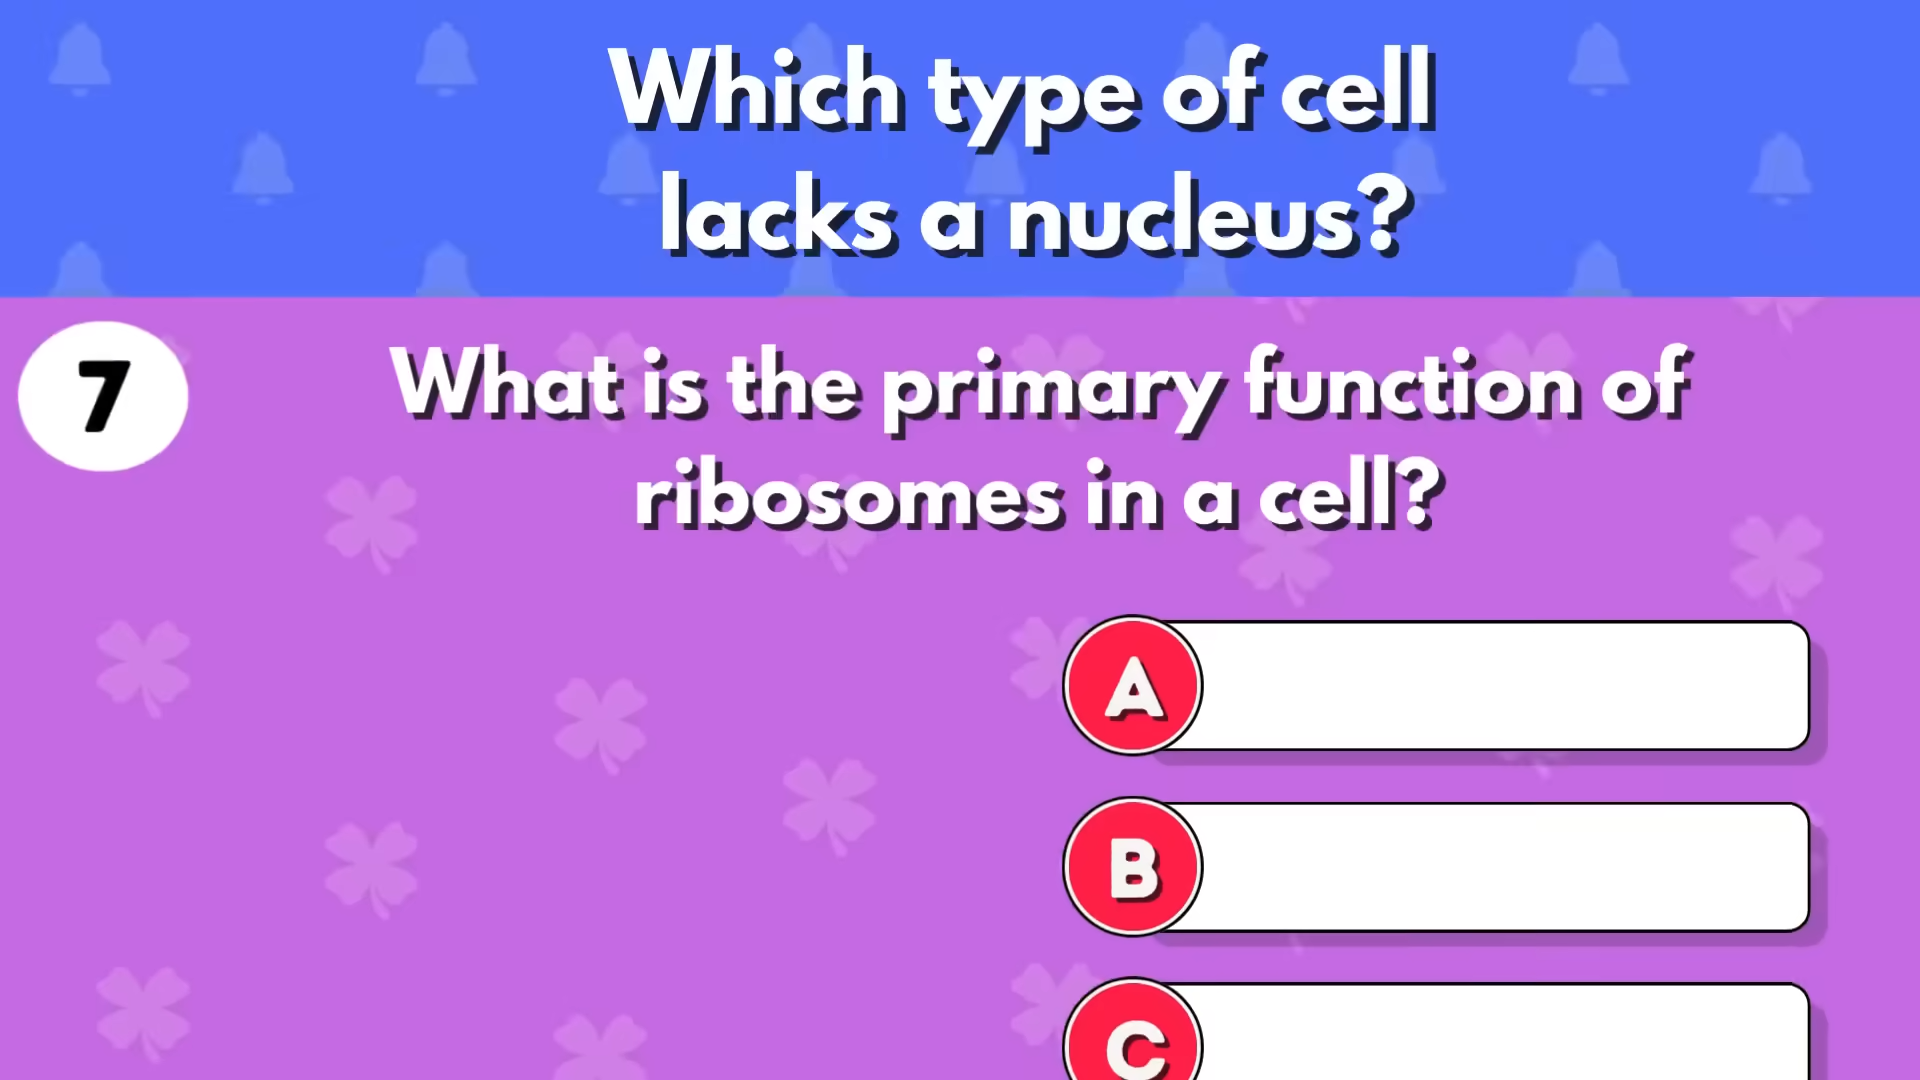 Which type of cell
lacks a nucleus?
7
What is the primary function of
ribosomes in a cell?
A
B
C